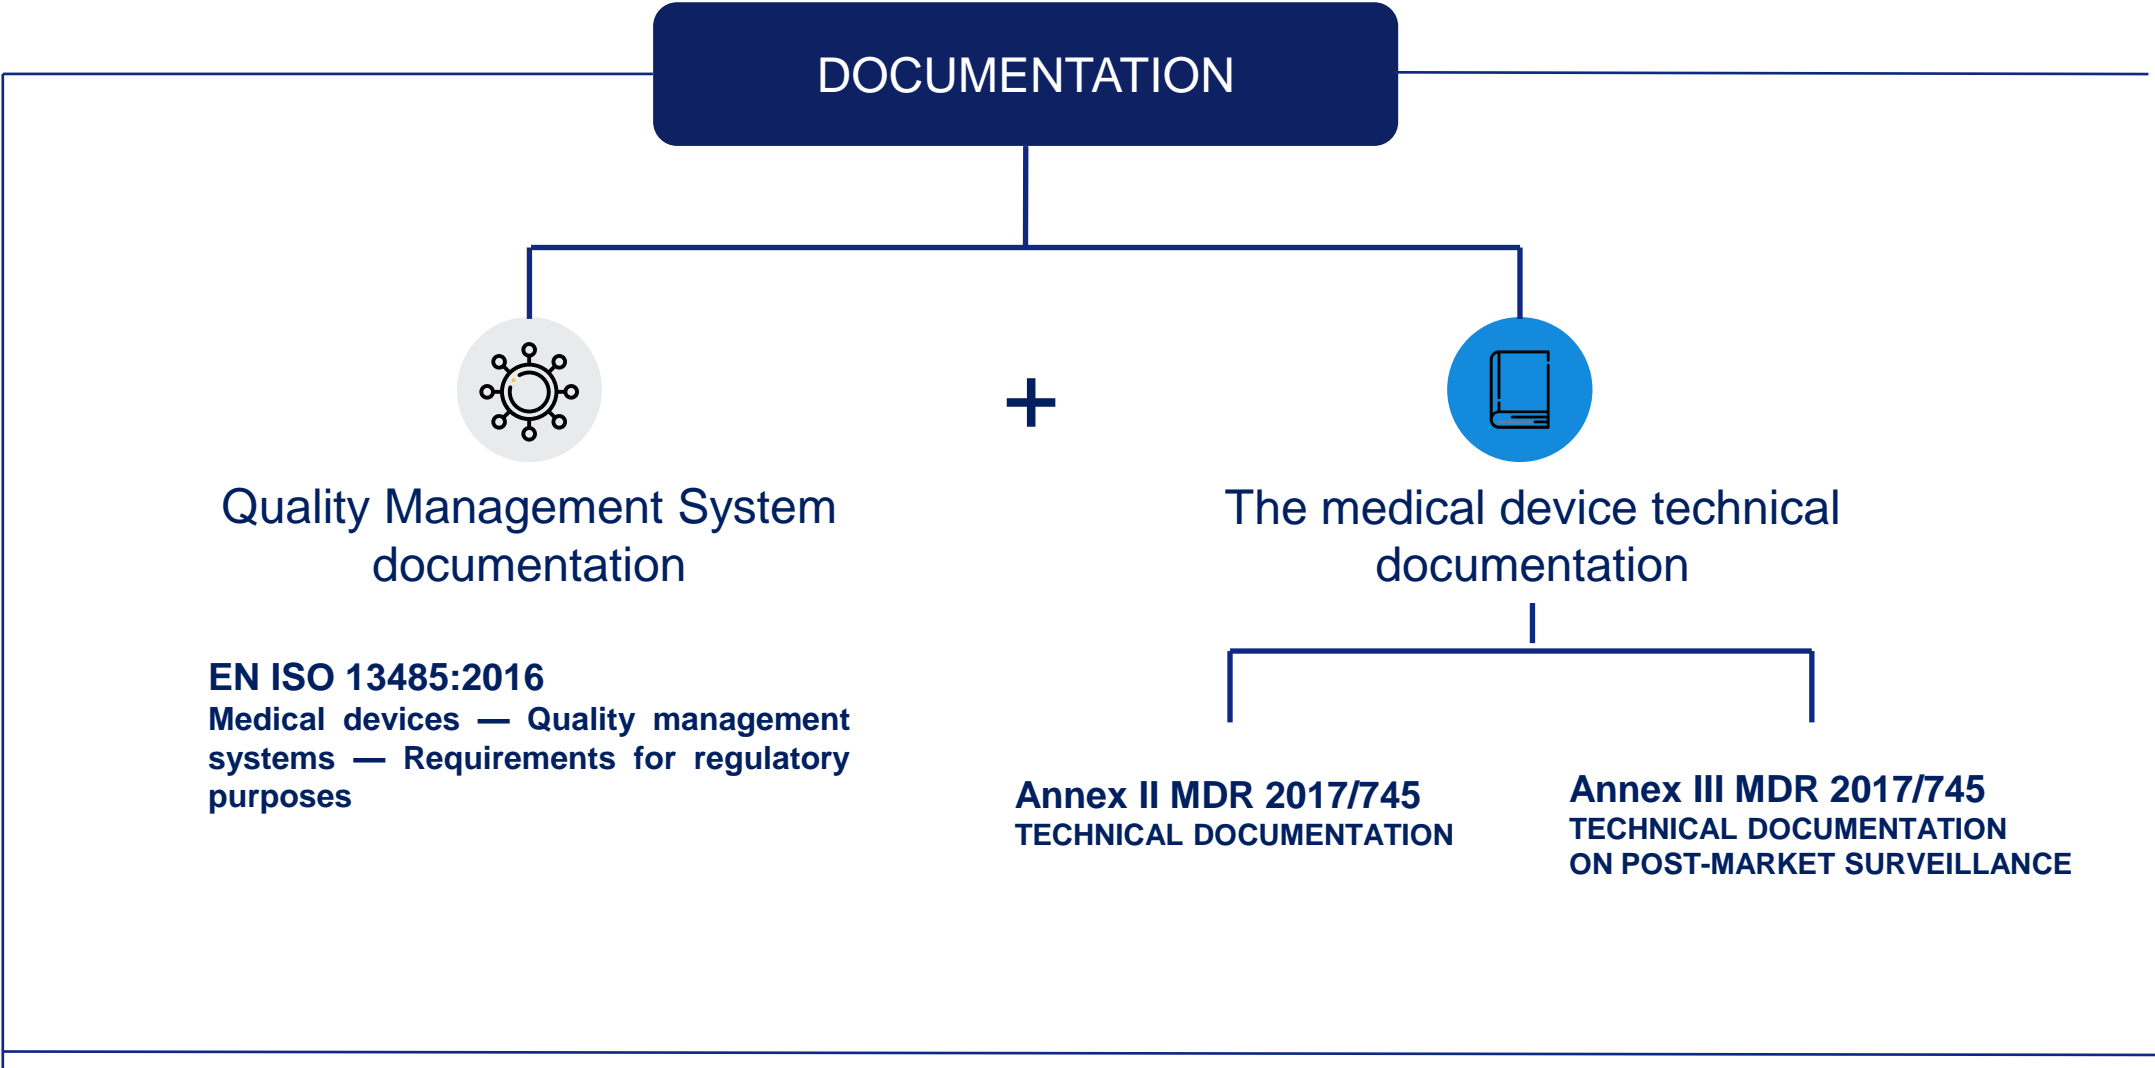 DOCUMENTATION
+
Quality Management System
documentation
EN ISO 13485:2016
Medical devices — Quality management
systems — Requirements for regulatory
purposes
The medical device technical
documentation
Annex II MDR 2017/745
TECHNICAL DOCUMENTATION
Annex III MDR 2017/745
TECHNICAL DOCUMENTATION
ON POST-MARKET SURVEILLANCE